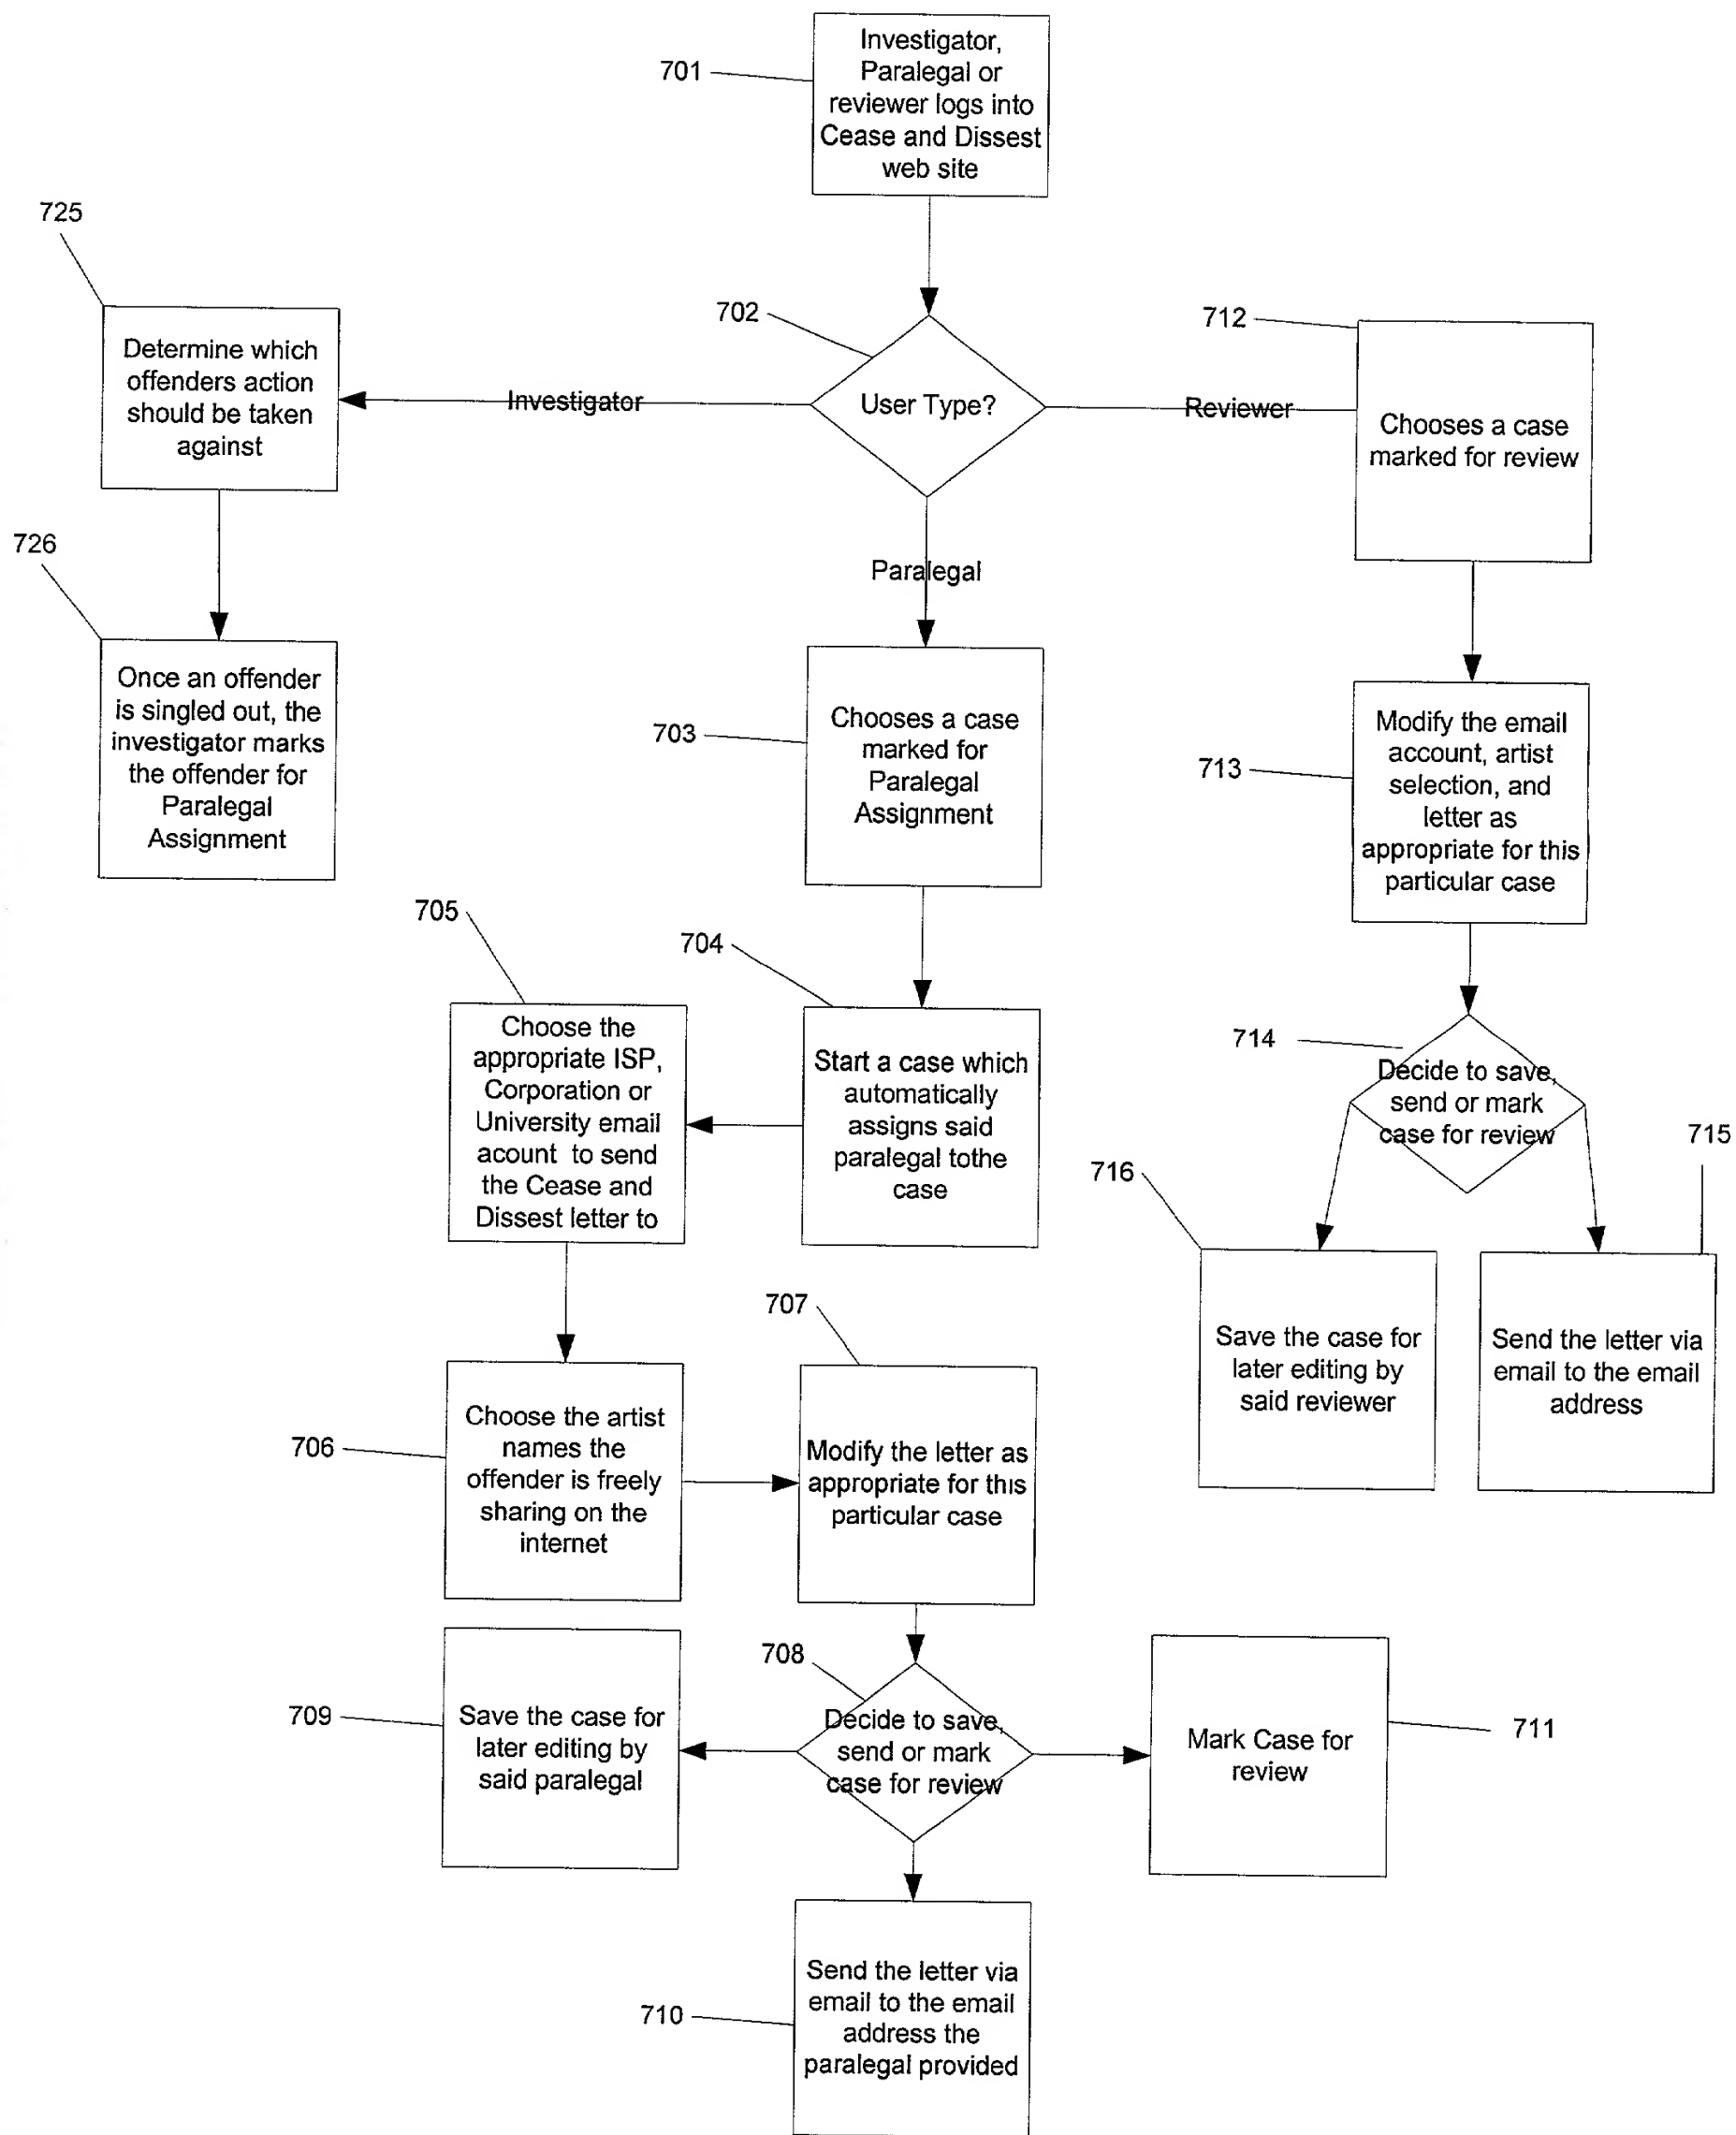 701
Investigator,
Paralegal or
reviewer logs into
Cease and Dissest
web site
725
Determine which
offenders action
should be taken
against
Investigator
702
User Type?
Reviewer
712
Chooses a case
marked for review
726
Once an offender
is singled out, the
investigator marks
the offender for
Paralegal
Assignment
Paralegal
703
Chooses a case
marked for
Paralegal
Assignment
713
Modify the email
account, artist
selection, and
letter as
appropriate for this
particular case
705
Choose the
appropriate ISP,
Corporation or
University email
acount to send
the Cease and
Dissest letter to
704
Start a case which
automatically
assigns said
paralegal tothe
case
714
Decide to save,
send or mark
case for review
715
716
Save the case for
later editing by
said reviewer
Send the letter via
email to the email
address
706
Choose the artist
names the
offender is freely
sharing on the
internet
707
Modify the letter as
appropriate for this
particular case
709
Save the case for
later editing by
said paralegal
708
Decide to save,
send or mark
case for review
Mark Case for
review
711
710
Send the letter via
email to the email
address the
paralegal provided